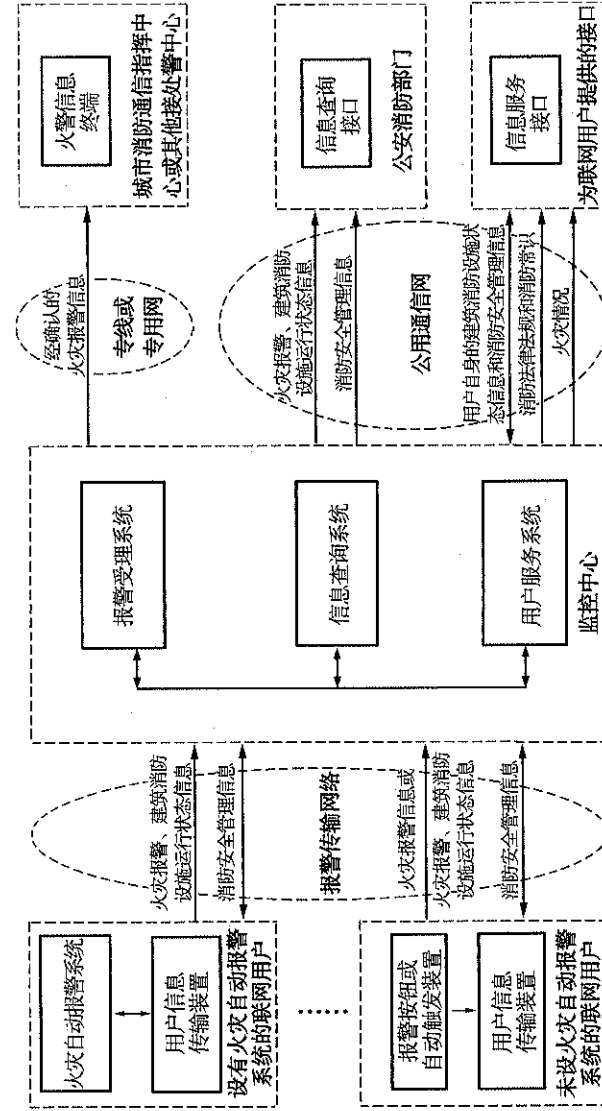 火灾自动报警系统
用户信息
传输装置
设有火灾自动报警
系统的联网用户
报警按钮或
自动触发装置
用户信息
传输装置
未设火灾自动报警
系统的联网用户
火灾报警、建筑消防
设施运行状态信息
消防安全管理信息
报警传输网络
火灾报警信息或
火灾报警、建筑消防
设施运行状态信息
消防安全管理信息
报警受理系统
信息查询系统
用户服务系统
监控中心
经确认的
火灾报警信息
专线或
专用网
火灾报警、建筑消防
设施运行状态信息
消防安全管理信息
公用通信网
用户自身的建筑消防设施状
态信息和消防安全管理信息
消防法律法规和消防常识
火灾情况
火警信息
终端
城市消防通信指挥中
心或其他接处警中心
信息查询
接口
公安消防部门
信息服务
接口
为联网用户提供的接口